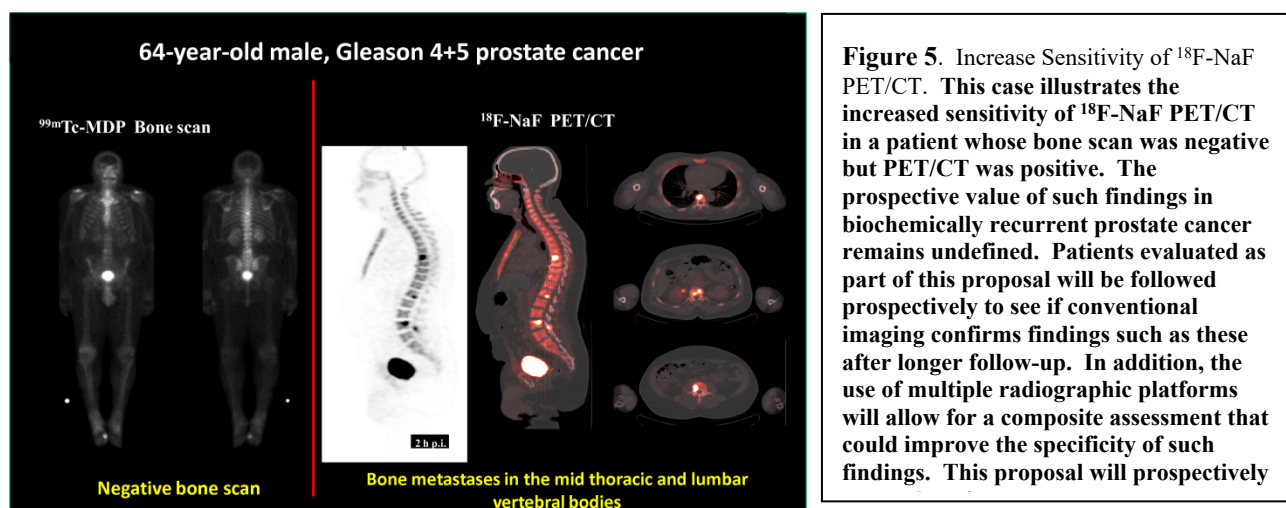 64-year-old male, Gleason 4+5 prostate cancer
99mTc-MDP Bone scan
18F-NaF PET/CT
2 h p.i.
Negative bone scan
Bone metastases in the mid thoracic and lumbar
vertebral bodies
Figure 5. Increase Sensitivity of 18F-NaF
PET/CT. This case illustrates the
increased sensitivity of 18F-NaF PET/CT
in a patient whose bone scan was negative
but PET/CT was positive. The
prospective value of such findings in
biochemically recurrent prostate cancer
remains undefined. Patients evaluated as
part of this proposal will be followed
prospectively to see if conventional
imaging confirms findings such as these
after longer follow-up. In addition, the
use of multiple radiographic platforms
will allow for a composite assessment that
could improve the specificity of such
findings. This proposal will prospectively